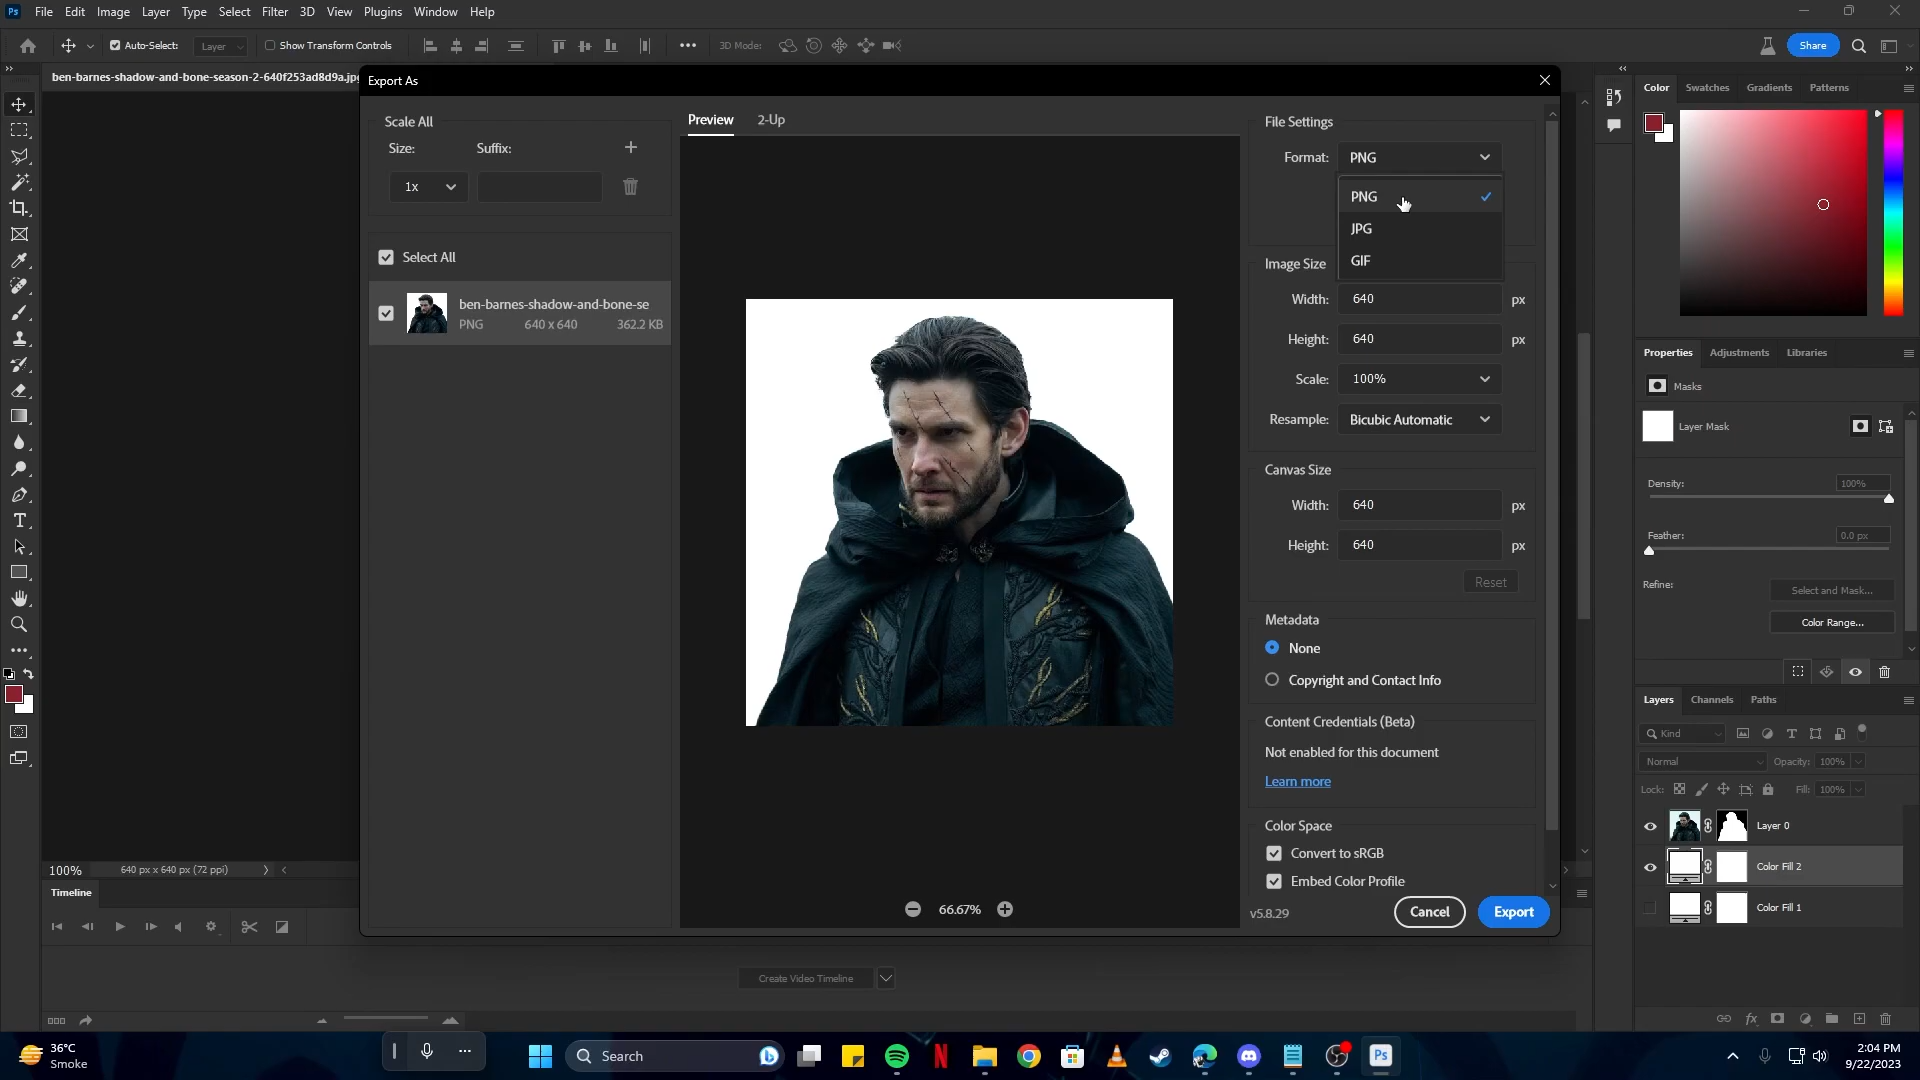 Ps File Edit Image Layer Type Select Filter 3D View Plugins Window Help
Auto-Select: Layer Show Transform Controls 3D Mode: Share
ben-barnes-shadow-and-bone-season-2-640f253ad8d9a.jp
Export As
Scale All
Size: Suffix:
1x
Select All
ben-barnes-shadow-and-bone-se
PNG 640 x 640 362.2 KB
Preview 2-Up
66.67%
File Settings
Format: PNG
PNG
JPG
GIF
Image Size
Width: 640 px
Height: 640 px
Scale: 100%
Resample: Bicubic Automatic
Canvas Size
Width: 640 px
Height: 640 px
Reset
Metadata
None
Copyright and Contact Info
Content Credentials (Beta)
Not enabled for this document
Learn more
Color Space
Convert to sRGB
Embed Color Profile
v5.8.29 Cancel Export
Color Swatches Gradients Patterns
Properties Adjustments Libraries
Masks
Layer Mask
Density: 100%
Feather: 0.0 px
Refine: Select and Mask...
Color Range...
Layers Channels Paths
Kind
Normal Opacity: 100%
Lock: Fill: 100%
Layer 0
Color Fill 2
Color Fill 1
100% 640 px x 640 px (72 ppi)
Timeline
Create Video Timeline
36°C
Smoke
Search
Ps
2:04 PM
9/22/2023